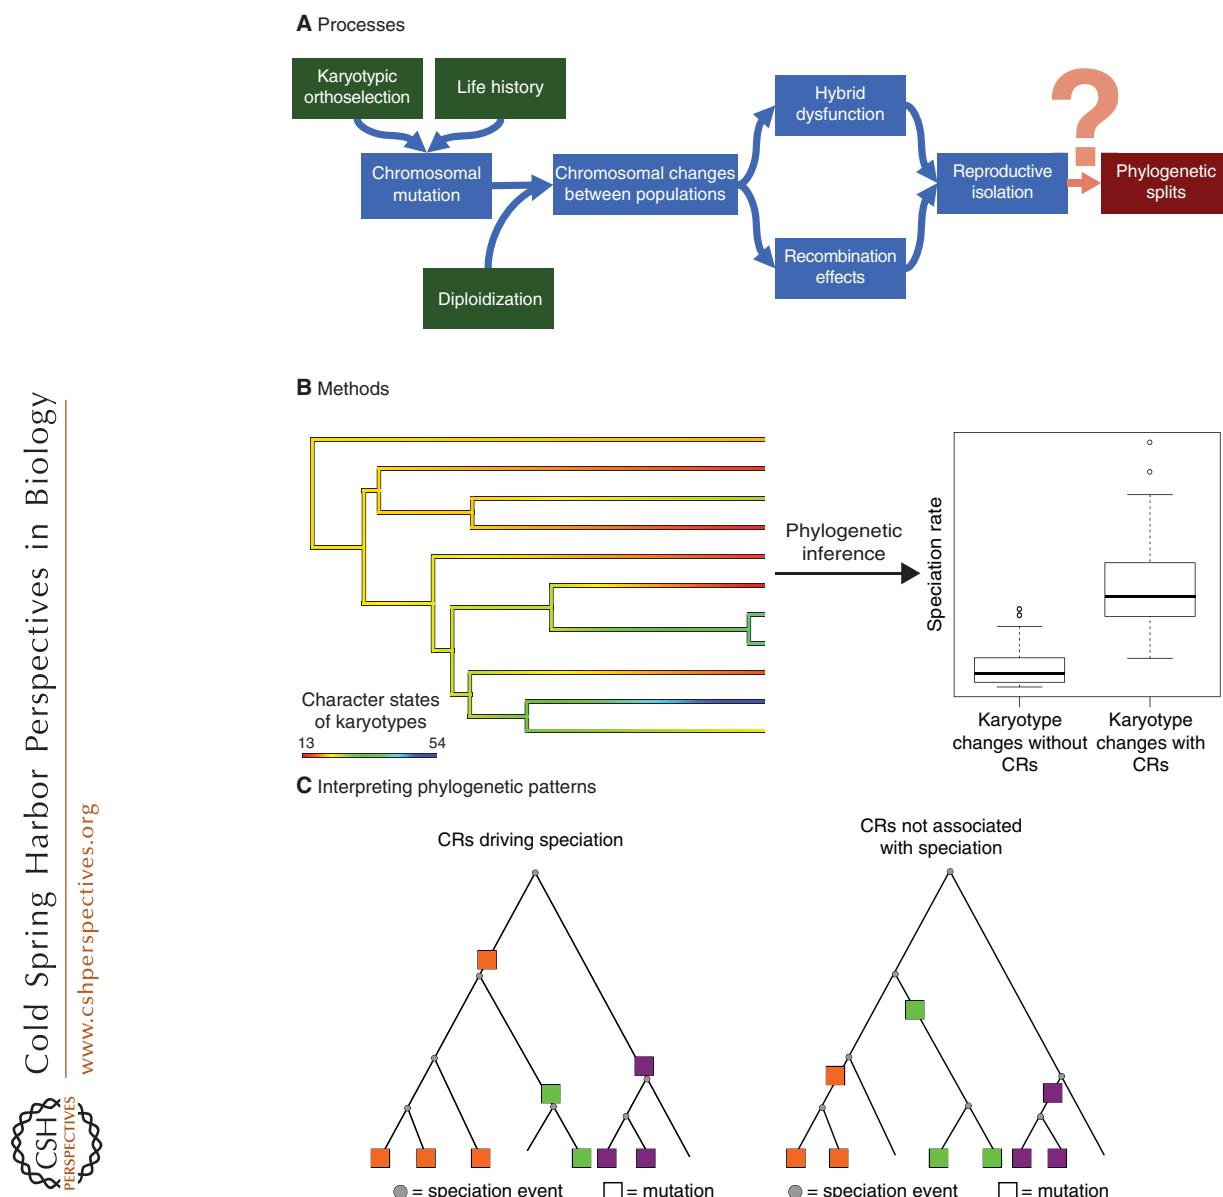 A Processes
Karyotypic
orthoselection
Life history
Chromosomal
mutation
Diploidization
Chromosomal changes
between populations
Hybrid
dysfunction
Recombination
effects
Reproductive
isolation
?
Phylogenetic
splits
B Methods
Character states
of karyotypes
13
54
Phylogenetic
inference
Speciation rate
Karyotype
changes without
CRs
Karyotype
changes with
CRs
C Interpreting phylogenetic patterns
CRs driving speciation
CRs not associated
with speciation
= speciation event
= mutation
= speciation event
= mutation
Cold Spring Harbor Perspectives in Biology
www.cshperspectives.org
CSH
PERSPECTIVES